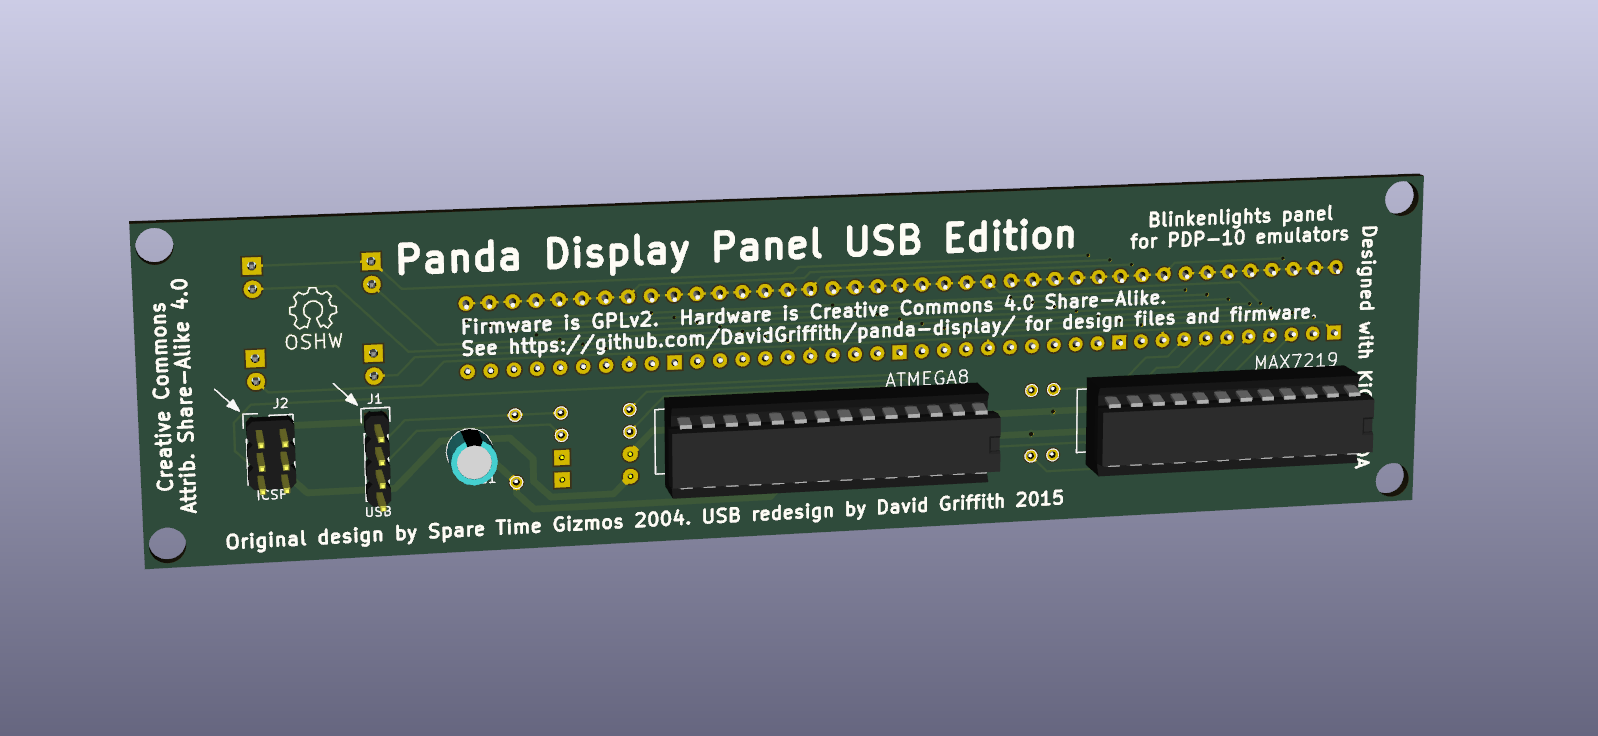 Panda Display Panel USB Edition
Blinkenlights panel
for PDP-10 emulators
Creative Commons
Attrib. Share-Alike 4.0
OSHW
Firmware is GPLv2. Hardware is Creative Commons 4.0 Share-Alike.
See https://github.com/DavidGriffith/panda-display/ for design files and firmware.
Designed with
J2
J1
ATMEGA8
MAX7219
ICSP
USB
Original design by Spare Time Gizmos 2004. USB redesign by David Griffith 2015